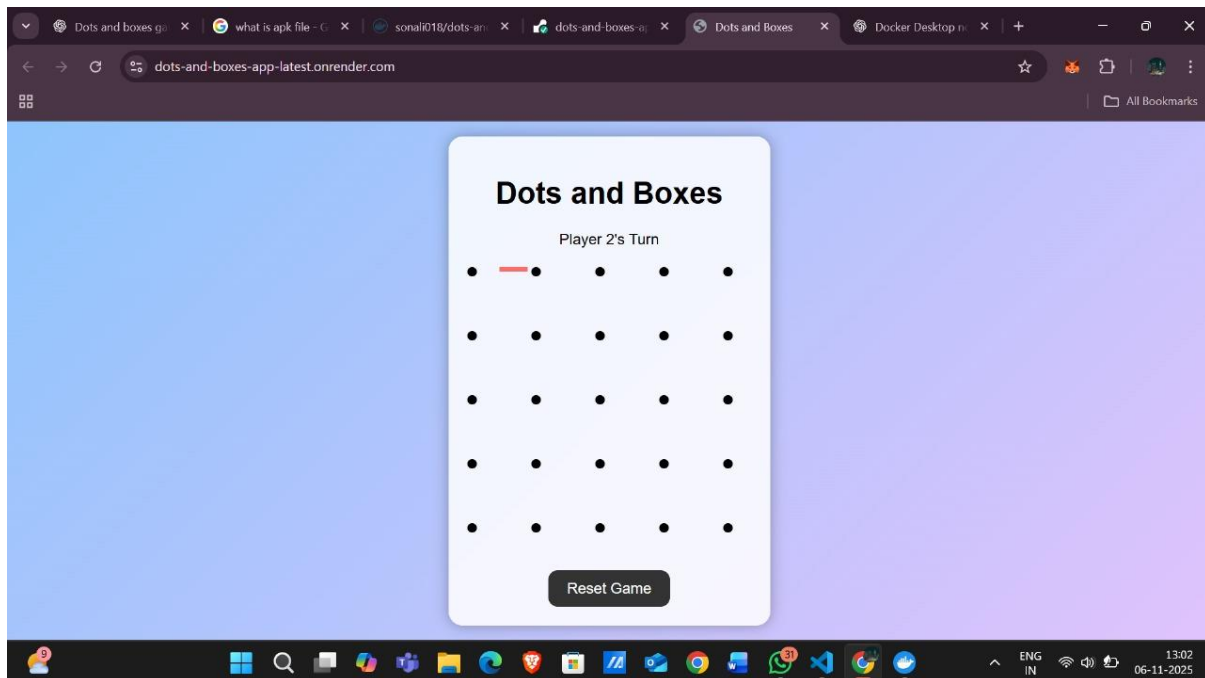 Dots and boxes ga
what is apk file - G
sonali018/dots-an
dots-and-boxes-a
Dots and Boxes
Docker Desktop n
dots-and-boxes-app-latest.onrender.com
All Bookmarks
Dots and Boxes
Player 2's Turn
Reset Game
9
31
ENG
IN
13:02
06-11-2025